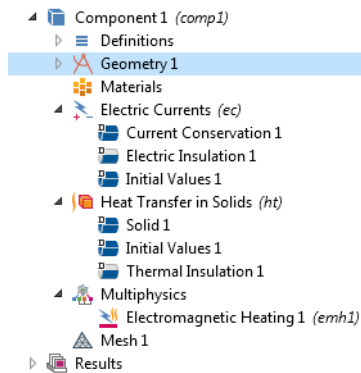 Component 1 (comp1)
Definitions
Geometry 1
Materials
Electric Currents (ec)
Current Conservation 1
Electric Insulation 1
Initial Values 1
Heat Transfer in Solids (ht)
Solid 1
Initial Values 1
Thermal Insulation 1
Multiphysics
Electromagnetic Heating 1 (emh1)
Mesh 1
Results